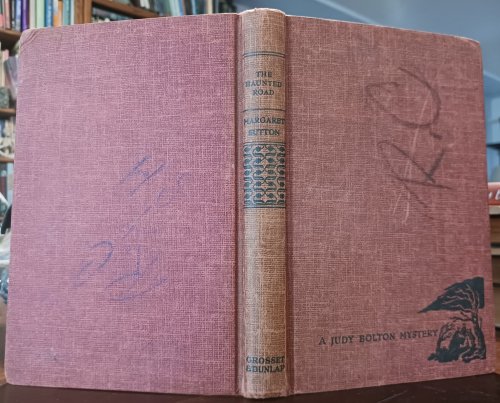 THE
HAUNTED
ROAD
MARGARET
SUTTON
GROSSET
& DUNLAP
R.C.
A JUDY BOLTON MYSTERY